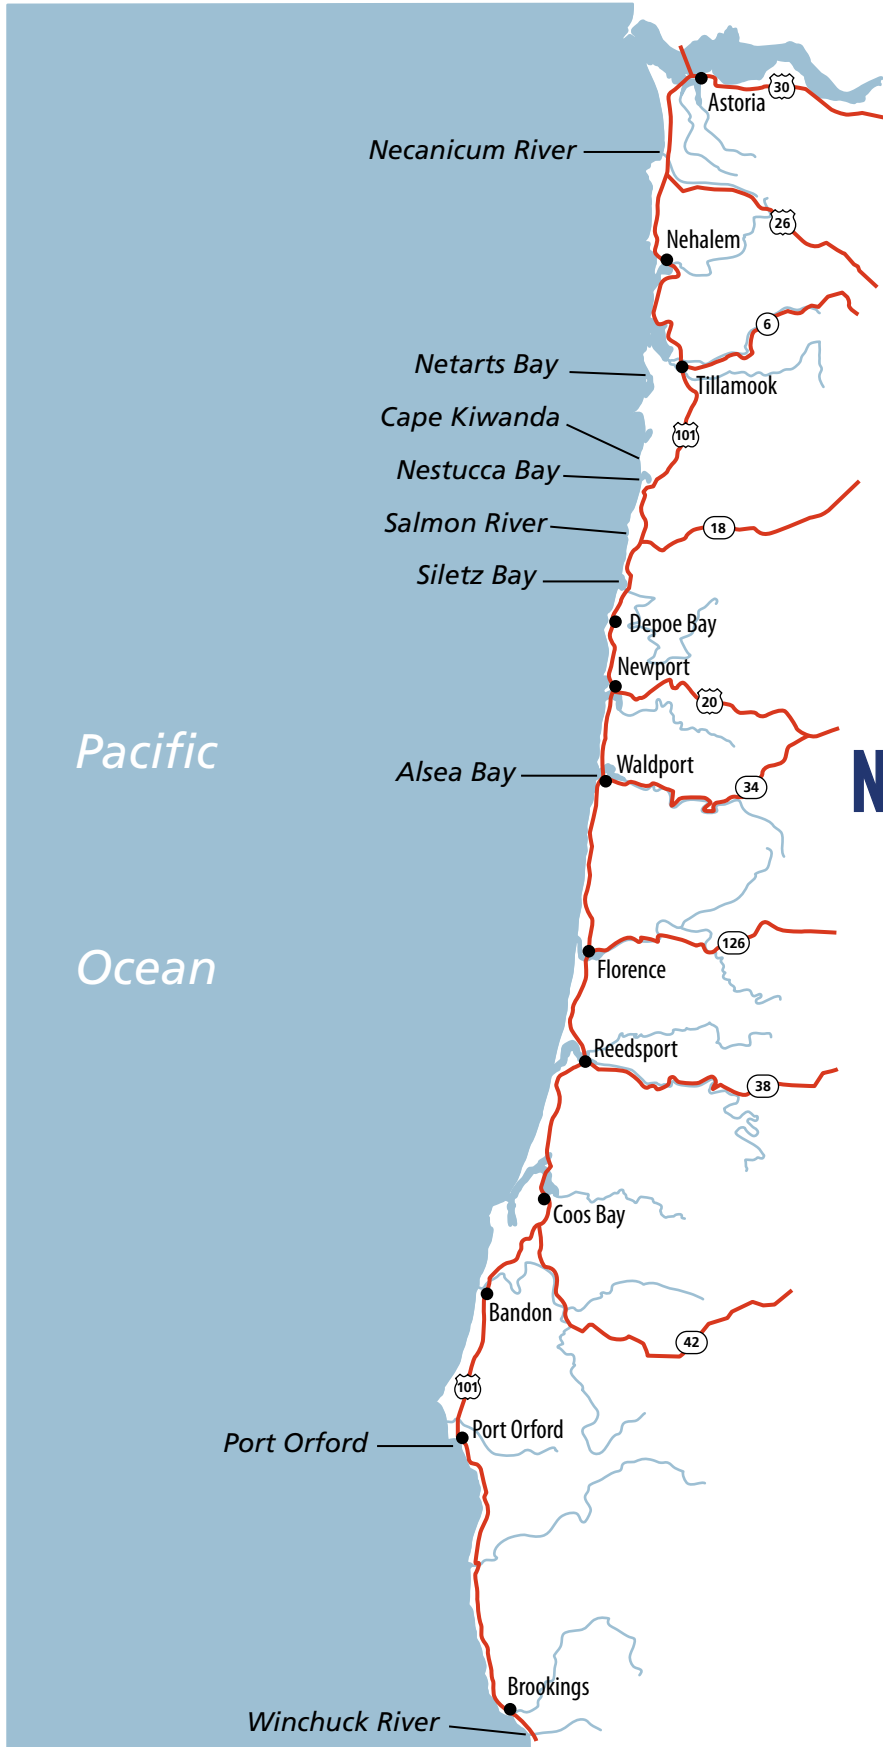 Astoria
30
Necanicum River
26
Nehalem
6
Netarts Bay
Tillamook
Cape Kiwanda
101
Nestucca Bay
Salmon River
18
Siletz Bay
Depoe Bay
Newport
20
Pacific
Alsea Bay
Waldport
34
N
126
Ocean
Florence
Reedsport
38
Coos Bay
Bandon
42
101
Port Orford
Port Orford
Brookings
Winchuck River